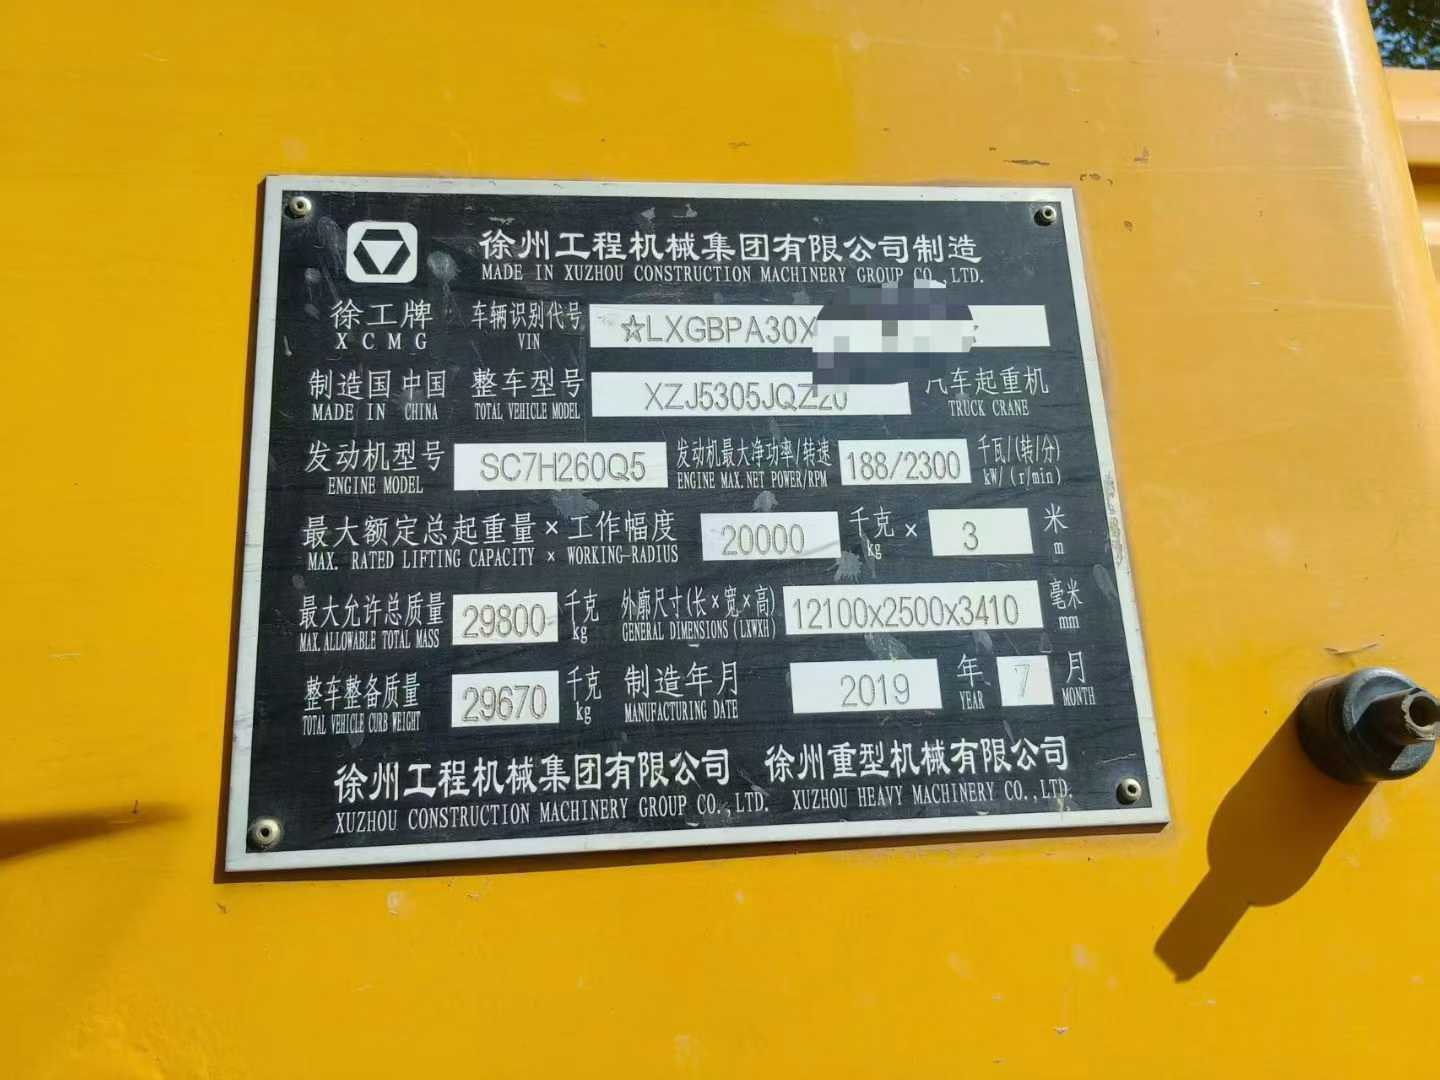 徐州工程机械集团有限公司制造
MADE IN XUZHOU CONSTRUCTION MACHINERY GROUP CO.,LTD.
徐工牌 车辆识别代号 ☆LXGBPA30X
XCMG VIN
制造国 中国 整车型号 XZJ5305JQZ20 汽车起重机
MADE IN CHINA TOTAL VEHICLE MODEL TRUCK CRANE
发动机型号 SC7H260Q5 发动机最大净功率/转速 188/2300 千瓦/(转/分)
ENGINE MODEL ENGINE MAX.NET POWER/RPM kW/(r/min)
最大额定总起重量×工作幅度 20000 千克× 3 米
MAX. RATED LIFTING CAPACITY × WORKING-RADIUS kg m
最大允许总质量 29800 千克 外廓尺寸(长×宽×高) 12100x2500x3410 毫米
MAX.ALLOWABLE TOTAL MASS kg GENERAL DIMENSIONS(LXWXH) mm
整车整备质量 29670 千克 制造年月 2019 年 7 月
TOTAL VEHICLE CURB WEIGHT kg MANUFACTURING DATE YEAR MONTH
徐州工程机械集团有限公司 徐州重型机械有限公司
XUZHOU CONSTRUCTION MACHINERY GROUP CO.,LTD. XUZHOU HEAVY MACHINERY CO.,LTD.